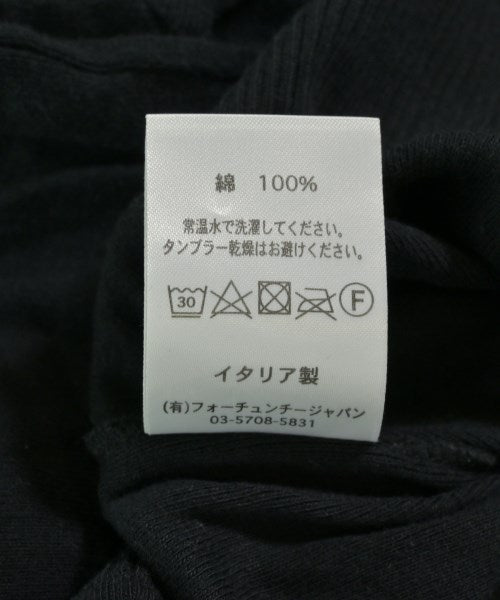 綿 100%
常温水で洗濯してください。
タンブラー乾燥はお避けください。
30 F
イタリア製
(有)フォーチュンチージャパン
03-5708-5831